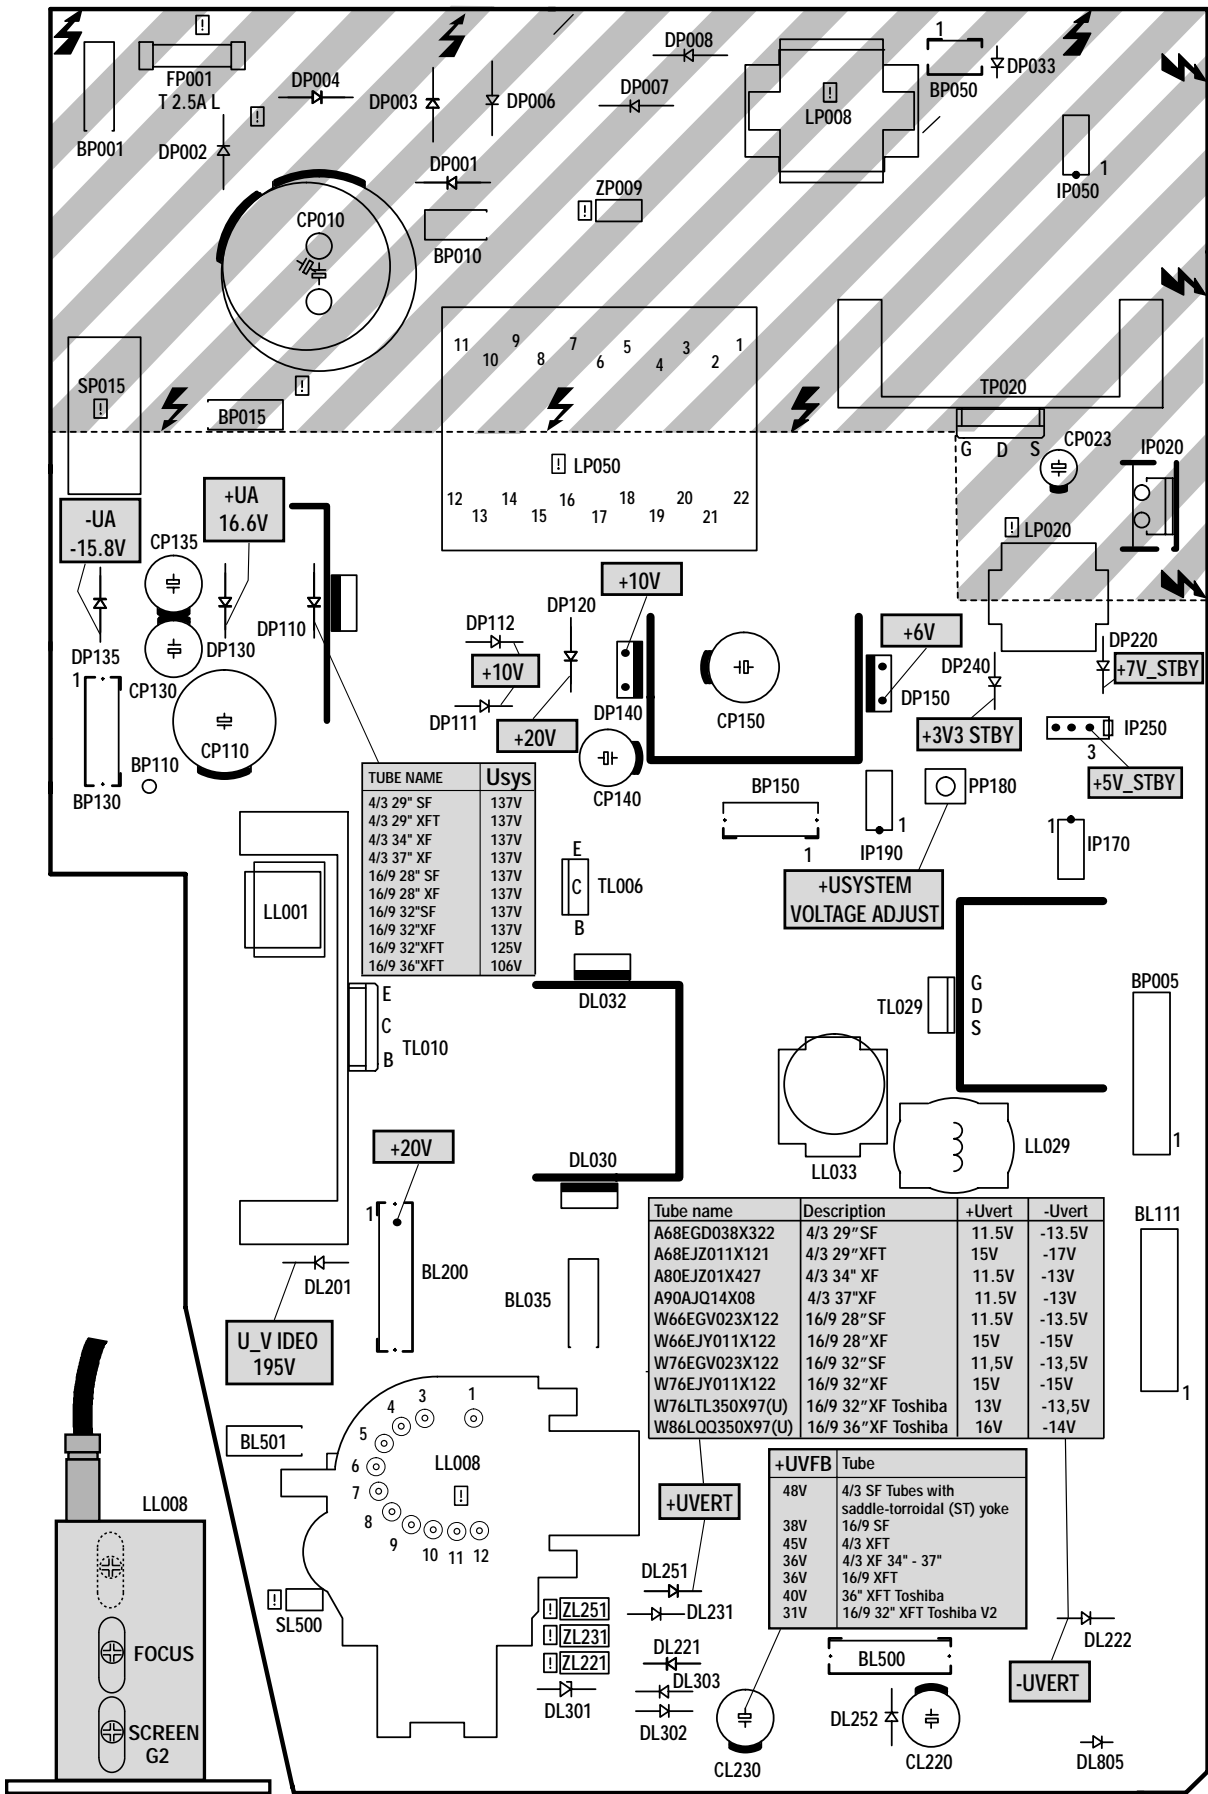 !
1
DP008
DP033
FP001
T 2.5A L
DP004
DP003
DP006
DP007
!
LP008
BP050
!
BP001
DP002
DP001
ZP009
!
1
IP050
CP010
BP010
11
10
9
8
7
6
5
4
3
2
1
SP015
!
!
BP015
TP020
G
D
S
CP023
IP020
! LP050
12
13
14
15
16
17
18
19
20
21
22
! LP020
-UA
-15.8V
+UA
16.6V
CP135
DP135
DP130
DP110
CP130
CP110
1
BP130
BP110
DP112
+10V
DP111
DP120
+20V
+10V
DP140
CP140
CP150
+6V
DP150
DP240
DP220
+7V_STBY
+3V3 STBY
IP250
3
+5V_STBY
BP150
1
IP190
1
PP180
1
IP170
+USYSTEM
VOLTAGE ADJUST
TUBE NAME Usys
4/3 29" SF 137V
4/3 29" XFT 137V
4/3 34" XF 137V
4/3 37" XF 137V
16/9 28" SF 137V
16/9 28" XF 137V
16/9 32"SF 137V
16/9 32"XF 137V
16/9 32"XFT 125V
16/9 36"XFT 106V
E
C
B
TL006
LL001
DL032
E
C
B
TL010
TL029
G
D
S
BP005
1
LL033
LL029
+20V
DL030
1
BL200
DL201
BL035
U_V IDEO
195V
Tube name Description +Uvert -Uvert
A68EGD038X322 4/3 29″SF 11.5V -13.5V
A68EJZ011X121 4/3 29″XFT 15V -17V
A80EJZ01X427 4/3 34" XF 11.5V -13V
A90AJQ14X08 4/3 37"XF 11.5V -13V
W66EGV023X122 16/9 28″SF 11.5V -13.5V
W66EJY011X122 16/9 28″XF 15V -15V
W76EGV023X122 16/9 32″SF 11,5V -13,5V
W76EJY011X122 16/9 32″XF 15V -15V
W76LTL350X97(U) 16/9 32″XF Toshiba 13V -13,5V
W86LQQ350X97(U) 16/9 36″XF Toshiba 16V -14V
BL111
1
BL501
1
3
4
5
6
7
8
9
10
11
12
LL008
!
LL008
FOCUS
SCREEN
G2
! SL500
+UVERT
+UVFB Tube
48V 4/3 SF Tubes with
saddle-torroidal (ST) yoke
38V 16/9 SF
45V 4/3 XFT
36V 4/3 XF 34" - 37"
36V 16/9 XFT
40V 36" XFT Toshiba
31V 16/9 32" XFT Toshiba V2
DL251
DL231
! ZL251
! ZL231
! ZL221
DL301
DL221
DL303
DL302
CL230
BL500
DL252
CL220
DL222
-UVERT
DL805